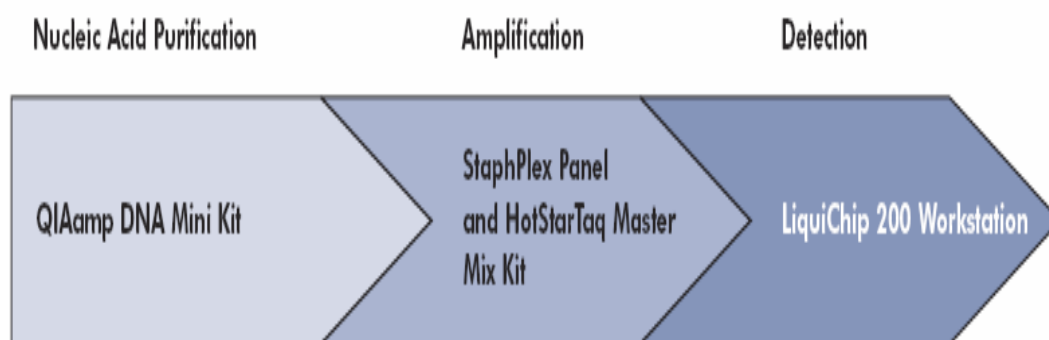 Nucleic Acid Purification
Amplification
Detection
QIAamp DNA Mini Kit
StaphPlex Panel
and HotStarTaq Master
Mix Kit
LiquiChip 200 Workstation